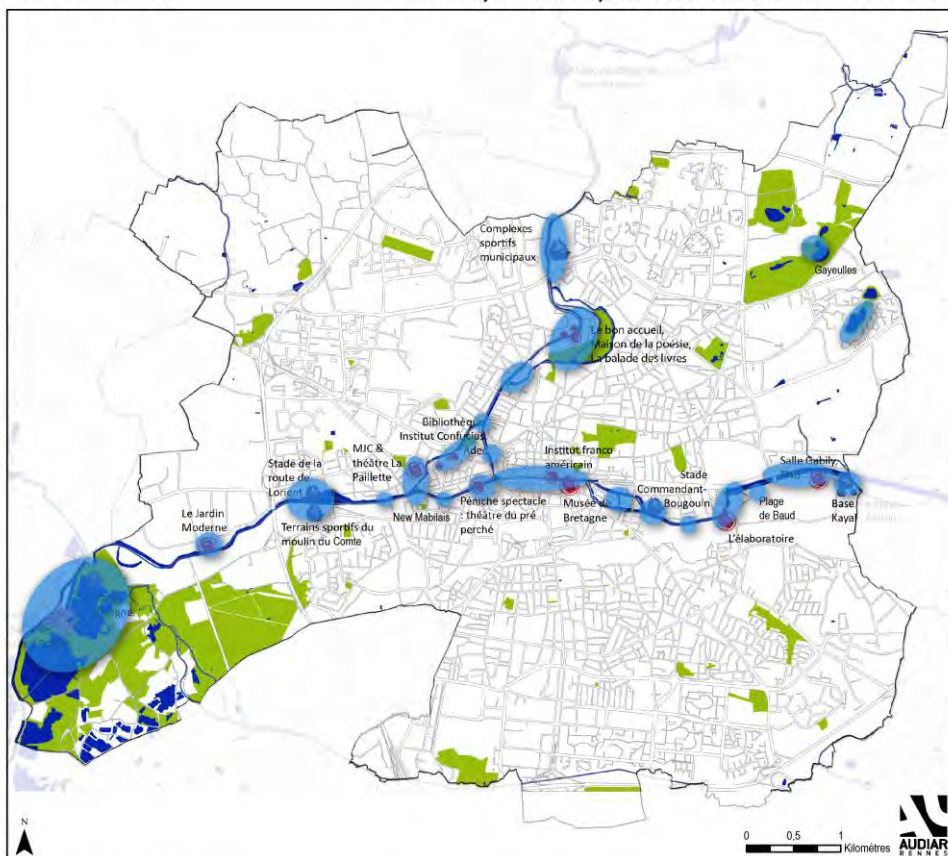 Complexes
sportifs
municipaux
Gayeulles
Le bon accueil,
Maison de la poésie,
La balade des livres
Bibliothèque
Institut Confucius,
Adec
MJC &
théâtre La
Paillette
Institut franco
américain
Stade de la
route de
Lorient
Stade
Commandant-
Bougouin
Salle Gabily
Le Jardin
Moderne
Terrains sportifs du
moulin du Comte
New Mabilais
Péniche spectacle
: théâtre du pré
perché
Musée de
Bretagne
Plage
de Baud
Base
Kayak
L'élaboratoire
N
0 0,5 1
Kilomètres
AUDIAR
RENNES